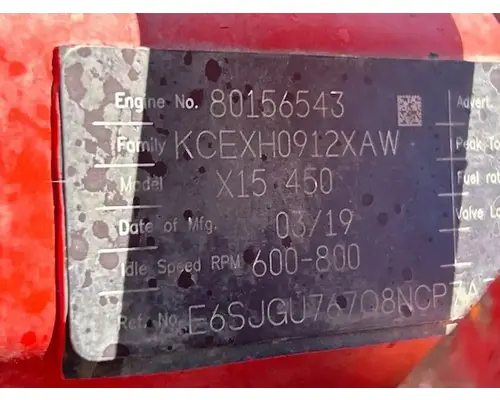 Engine No. 80156543
Family KCEXH0912XAW
Model X15 450
Date of Mfg. 03/19
Idle Speed RPM 600-800
Ref. No. E6SJGU767Q8NCP7A
Advert
Peak To
Fuel rat
Valve La